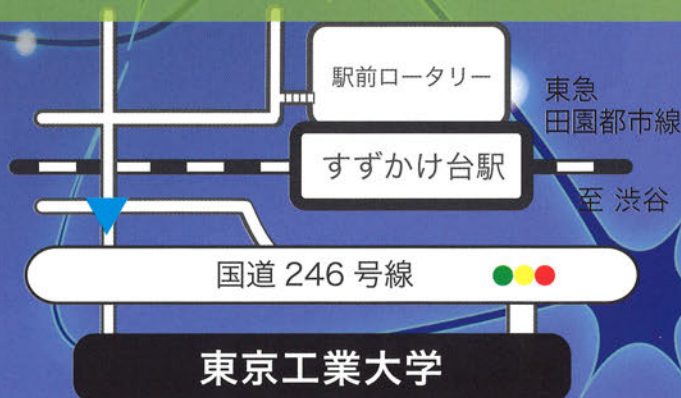 駅前ロータリー
東急
田園都市線
すずかけ台駅
至 渋谷
国道 246 号線
東京工業大学